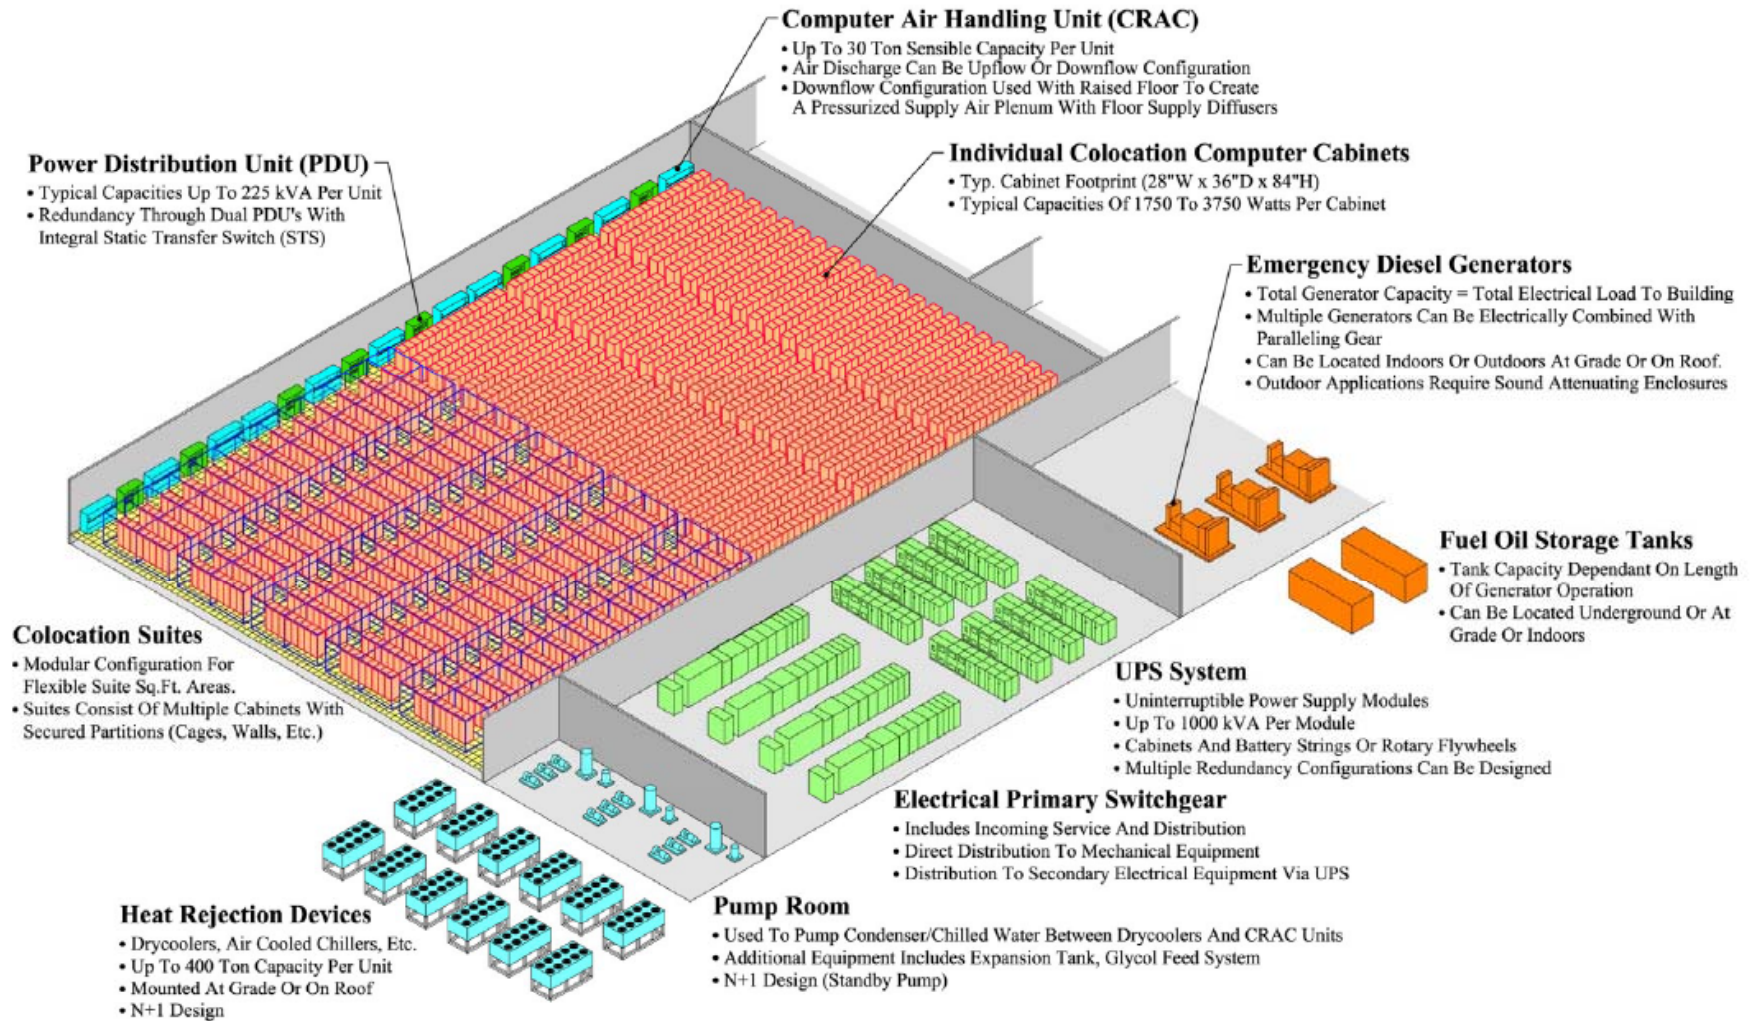 Computer Air Handling Unit (CRAC)
• Up To 30 Ton Sensible Capacity Per Unit
• Air Discharge Can Be Upflow Or Downflow Configuration
• Downflow Configuration Used With Raised Floor To Create
A Pressurized Supply Air Plenum With Floor Supply Diffusers
Power Distribution Unit (PDU)
• Typical Capacities Up To 225 kVA Per Unit
• Redundancy Through Dual PDU's With
Integral Static Transfer Switch (STS)
Individual Colocation Computer Cabinets
• Typ. Cabinet Footprint (28"W x 36"D x 84"H)
• Typical Capacities Of 1750 To 3750 Watts Per Cabinet
Emergency Diesel Generators
• Total Generator Capacity = Total Electrical Load To Building
• Multiple Generators Can Be Electrically Combined With
Paralleling Gear
• Can Be Located Indoors Or Outdoors At Grade Or On Roof.
• Outdoor Applications Require Sound Attenuating Enclosures
Fuel Oil Storage Tanks
• Tank Capacity Dependant On Length
Of Generator Operation
• Can Be Located Underground Or At
Grade Or Indoors
Colocation Suites
• Modular Configuration For
Flexible Suite Sq.Ft. Areas.
• Suites Consist Of Multiple Cabinets With
Secured Partitions (Cages, Walls, Etc.)
UPS System
• Uninterruptible Power Supply Modules
• Up To 1000 kVA Per Module
• Cabinets And Battery Strings Or Rotary Flywheels
• Multiple Redundancy Configurations Can Be Designed
Electrical Primary Switchgear
• Includes Incoming Service And Distribution
• Direct Distribution To Mechanical Equipment
• Distribution To Secondary Electrical Equipment Via UPS
Pump Room
• Used To Pump Condenser/Chilled Water Between Drycoolers And CRAC Units
• Additional Equipment Includes Expansion Tank, Glycol Feed System
• N+1 Design (Standby Pump)
Heat Rejection Devices
• Drycoolers, Air Cooled Chillers, Etc.
• Up To 400 Ton Capacity Per Unit
• Mounted At Grade Or On Roof
• N+1 Design